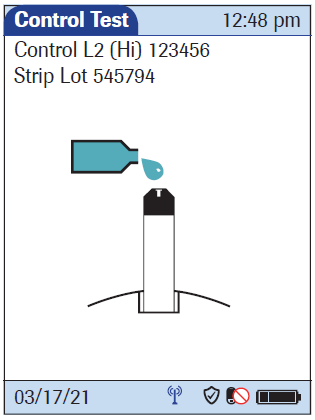 Control Test
12:48 pm
Control L2 (Hi) 123456
Strip Lot 545794
03/17/21